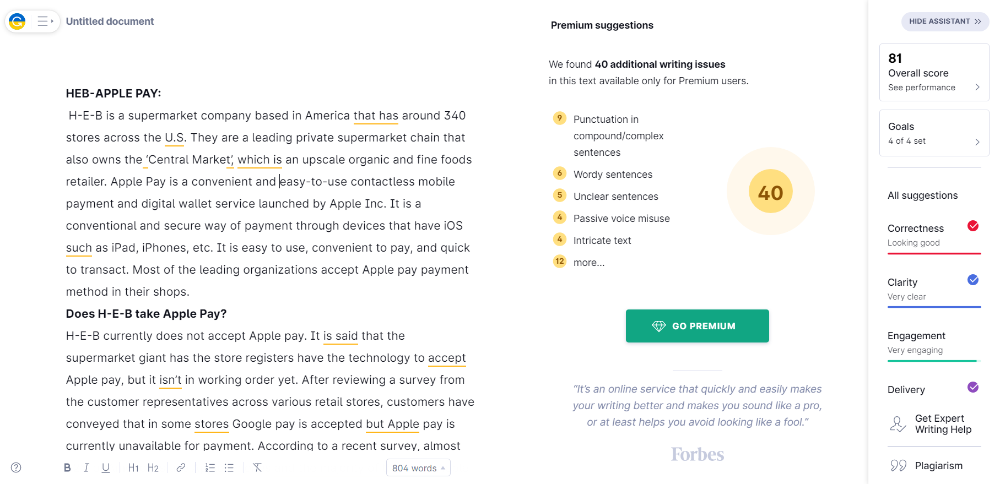 Untitled document
HEB-APPLE PAY:
H-E-B is a supermarket company based in America that has around 340
stores across the U.S. They are a leading private supermarket chain that
also owns the ‘Central Market’, which is an upscale organic and fine foods
retailer. Apple Pay is a convenient and easy-to-use contactless mobile
payment and digital wallet service launched by Apple Inc. It is a
conventional and secure way of payment through devices that have iOS
such as iPad, iPhones, etc. It is easy to use, convenient to pay, and quick
to transact. Most of the leading organizations accept Apple pay payment
method in their shops.
Does H-E-B take Apple Pay?
H-E-B currently does not accept Apple pay. It is said that the
supermarket giant has the store registers have the technology to accept
Apple pay, but it isn’t in working order yet. After reviewing a survey from
the customer representatives across various retail stores, customers have
conveyed that in some stores Google pay is accepted but Apple pay is
currently unavailable for payment. According to a recent survey, almost
B I U H1 H2
804 words
Premium suggestions
We found 40 additional writing issues
in this text available only for Premium users.
9 Punctuation in
compound/complex
sentences
6 Wordy sentences
5 Unclear sentences
4 Passive voice misuse
4 Intricate text
12 more...
40
GO PREMIUM
“It’s an online service that quickly and easily makes
your writing better and makes you sound like a pro,
or at least helps you avoid looking like a fool.”
Forbes
HIDE ASSISTANT
81
Overall score
See performance
Goals
4 of 4 set
All suggestions
Correctness
Looking good
Clarity
Very clear
Engagement
Very engaging
Delivery
Get Expert
Writing Help
Plagiarism